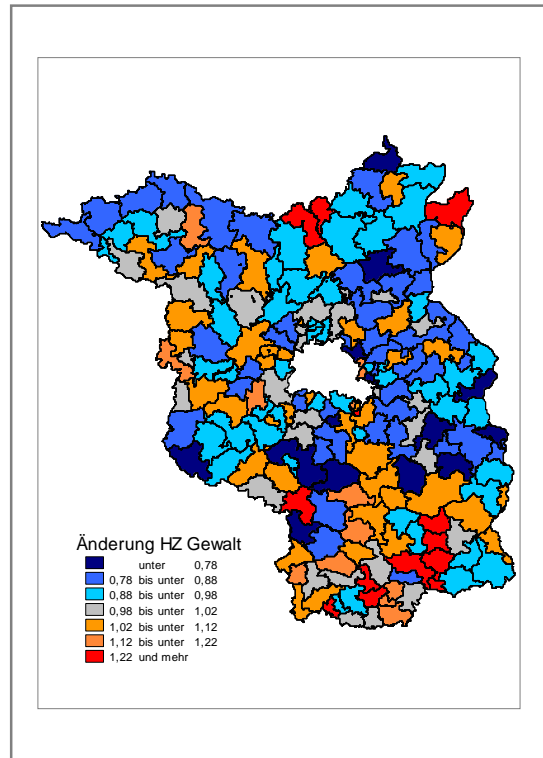 Änderung HZ Gewalt
unter 0,78
0,78 bis unter 0,88
0,88 bis unter 0,98
0,98 bis unter 1,02
1,02 bis unter 1,12
1,12 bis unter 1,22
1,22 und mehr